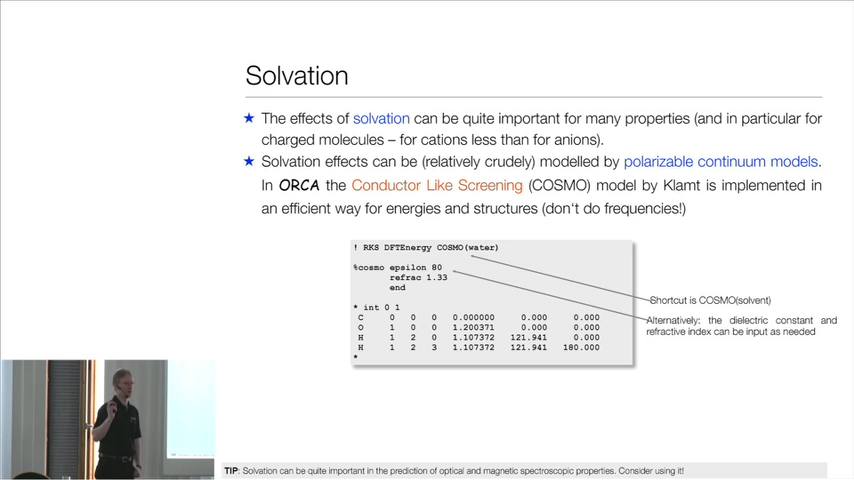 Solvation
★ The effects of solvation can be quite important for many properties (and in particular for
charged molecules – for cations less than for anions).
★ Solvation effects can be (relatively crudely) modelled by polarizable continuum models.
In ORCA the Conductor Like Screening (COSMO) model by Klamt is implemented in
an efficient way for energies and structures (don't do frequencies!)
! RKS DFTEnergy COSMO(water)
%cosmo epsilon 80
refrac 1.33
end
* int 0 1
C 0 0 0 0.000000 0.000 0.000
O 1 0 0 1.200371 0.000 0.000
H 1 2 0 1.107372 121.941 0.000
H 1 2 3 1.107372 121.941 180.000
*
Shortcut is COSMO(solvent)
Alternatively: the dielectric constant and
refractive index can be input as needed
TIP: Solvation can be quite important in the prediction of optical and magnetic spectroscopic properties. Consider using it!